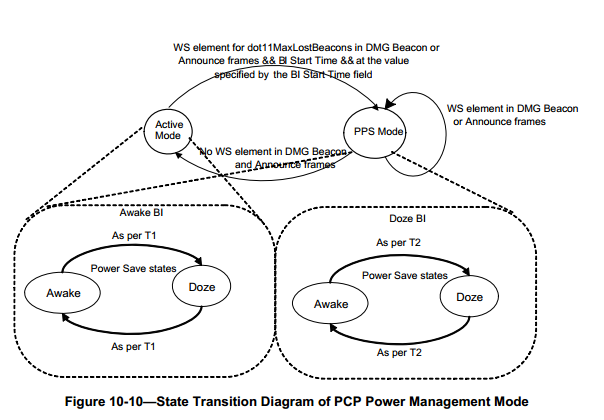 WS element for dot11MaxLostBeacons in DMG Beacon or
Announce frames && BI Start Time && at the value
specified by the BI Start Time field
WS element in DMG Beacon
or Announce frames
Active
Mode
PPS Mode
No WS element in DMG Beacon
and Announce frames
Awake BI
As per T1
Power Save states
Awake
Doze
As per T1
Doze BI
As per T2
Power Save states
Awake
Doze
As per T2
Figure 10-10—State Transition Diagram of PCP Power Management Mode